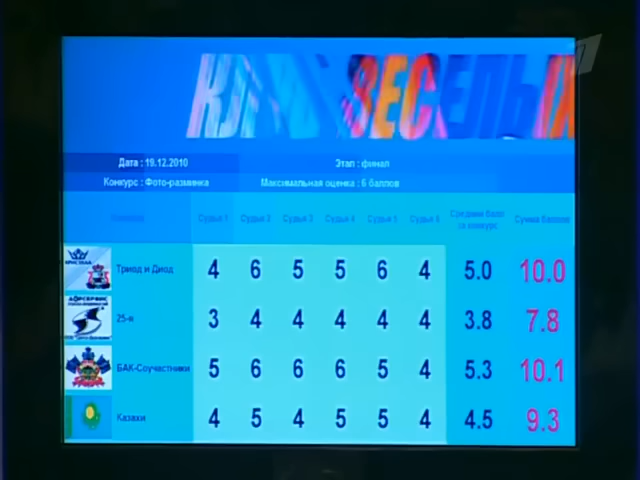 КЛУБ ВЕСЕЛЫХ
Дата : 19.12.2010 Этап : финал
Конкурс : Фото-разминка Максимальная оценка : 6 баллов
Судья 1 Судья 2 Судья 3 Судья 4 Судья 5 Судья 6 Средний балл за конкурс Сумма баллов
Триод и Диод 4 6 5 5 6 4 5.0 10.0
25-я 3 4 4 4 4 4 3.8 7.8
БАК-Соучастники 5 6 6 6 5 4 5.3 10.1
Казахи 4 5 4 5 5 4 4.5 9.3